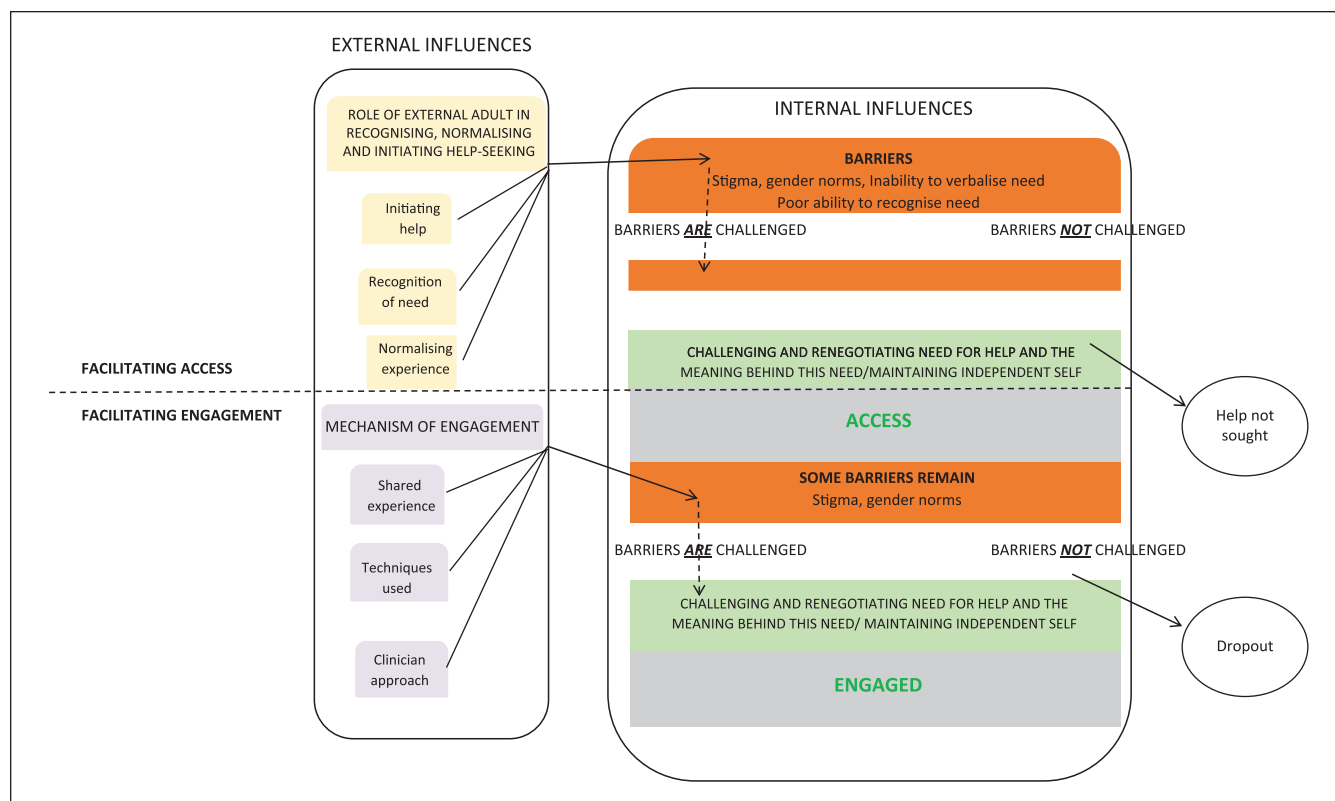 EXTERNAL INFLUENCES
ROLE OF EXTERNAL ADULT IN
RECOGNISING, NORMALISING
AND INITIATING HELP-SEEKING
Initiating
help
Recognition
of need
Normalising
experience
FACILITATING ACCESS
FACILITATING ENGAGEMENT
MECHANISM OF ENGAGEMENT
Shared
experience
Techniques
used
Clinician
approach
INTERNAL INFLUENCES
BARRIERS
Stigma, gender norms, Inability to verbalise need
Poor ability to recognise need
BARRIERS ARE CHALLENGED
BARRIERS NOT CHALLENGED
CHALLENGING AND RENEGOTIATING NEED FOR HELP AND THE
MEANING BEHIND THIS NEED/MAINTAINING INDEPENDENT SELF
ACCESS
SOME BARRIERS REMAIN
Stigma, gender norms
BARRIERS ARE CHALLENGED
BARRIERS NOT CHALLENGED
CHALLENGING AND RENEGOTIATING NEED FOR HELP AND THE
MEANING BEHIND THIS NEED/ MAINTAINING INDEPENDENT SELF
ENGAGED
Help not
sought
Dropout